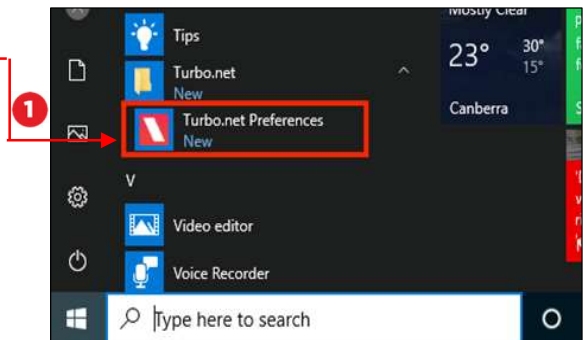 Mostly Clear
Tips
23°
30°
15°
Turbo.net
New
1
Turbo.net Preferences
New
Canberra
V
Video editor
Voice Recorder
Type here to search